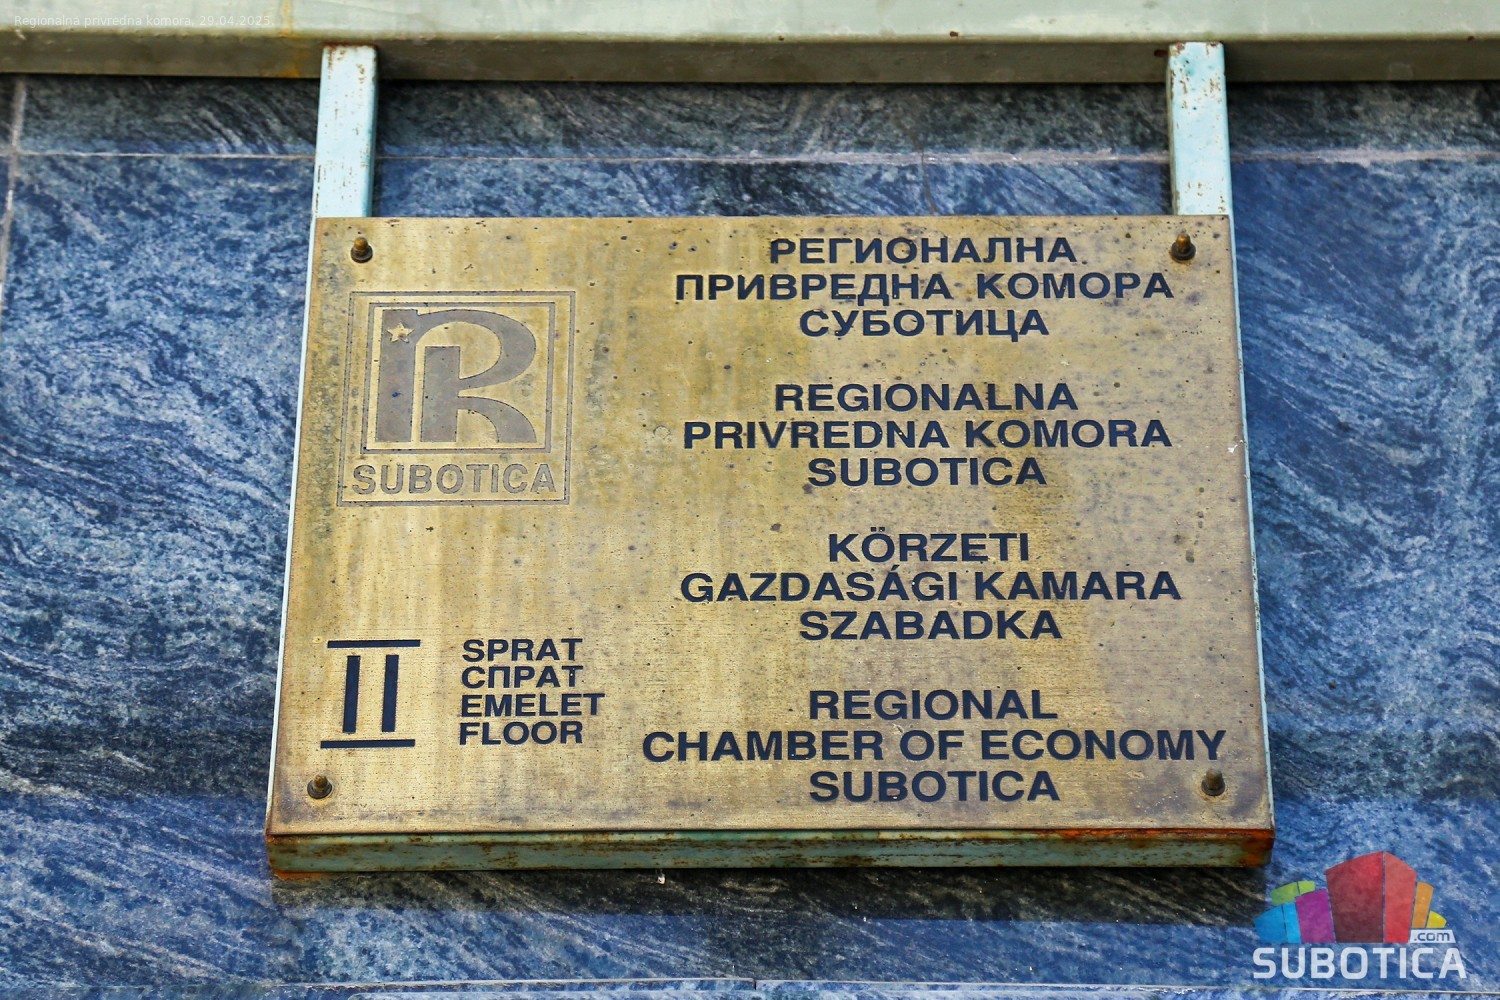 Regionalna privredna komora, 29.04.2025.
РЕГИОНАЛНА
ПРИВРЕДНА КОМОРА
СУБОТИЦА
REGIONALNA
PRIVREDNA KOMORA
SUBOTICA
KÖRZETI
GAZDASÁGI KAMARA
SZABADKA
REGIONAL
CHAMBER OF ECONOMY
SUBOTICA
SUBOTICA
II
SPRAT
СПРАТ
EMELET
FLOOR
.com
SUBOTICA